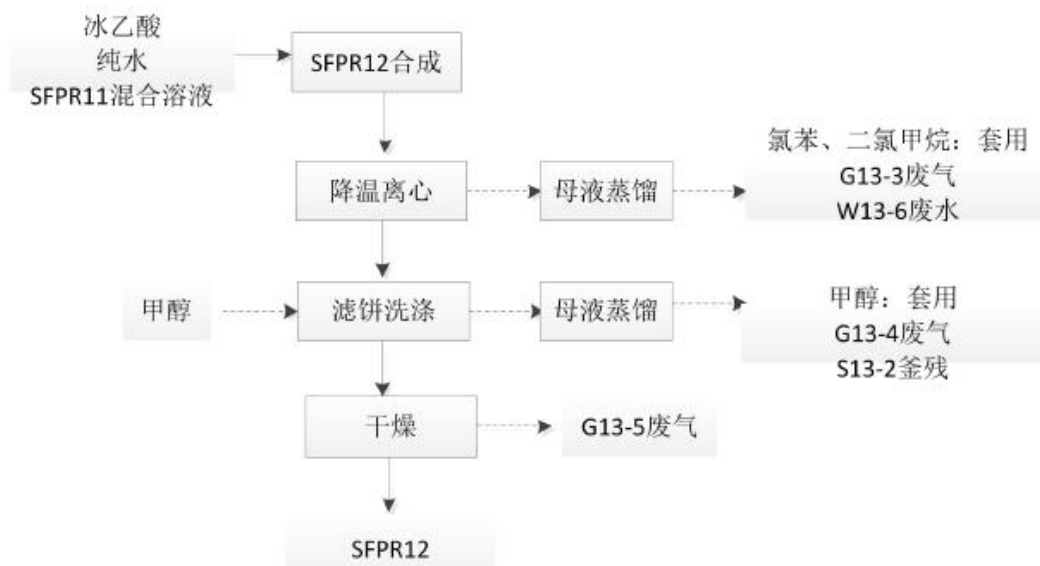 冰乙酸
纯水
SFPR11混合溶液
SFPR12合成
降温离心
母液蒸馏
氯苯、二氯甲烷：套用
G13-3废气
W13-6废水
甲醇
滤饼洗涤
母液蒸馏
甲醇：套用
G13-4废气
S13-2釜残
干燥
G13-5废气
SFPR12